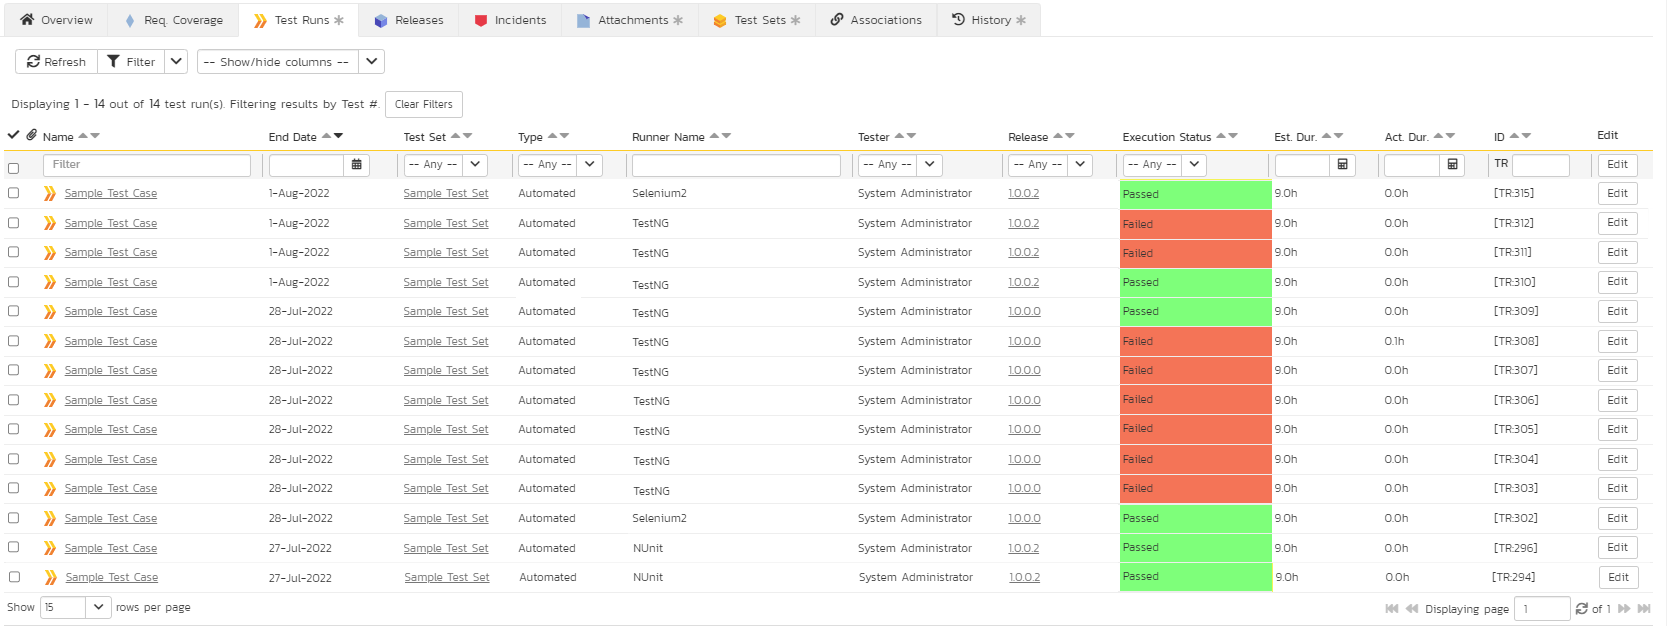 Overview Req. Coverage Test Runs ✱ Releases Incidents Attachments ✱ Test Sets ✱ Associations History ✱
Refresh Filter -- Show/hide columns --
Displaying 1 - 14 out of 14 test run(s). Filtering results by Test #. Clear Filters
Name End Date Test Set Type Runner Name Tester Release Execution Status Est. Dur. Act. Dur. ID Edit
Filter -- Any -- -- Any -- -- Any -- -- Any -- -- Any -- TR Edit
Sample Test Case 1-Aug-2022 Sample Test Set Automated Selenium2 System Administrator 1.0.0.2 Passed 9.0h 0.0h [TR:315] Edit
Sample Test Case 1-Aug-2022 Sample Test Set Automated TestNG System Administrator 1.0.0.2 Failed 9.0h 0.0h [TR:312] Edit
Sample Test Case 1-Aug-2022 Sample Test Set Automated TestNG System Administrator 1.0.0.2 Failed 9.0h 0.0h [TR:311] Edit
Sample Test Case 1-Aug-2022 Sample Test Set Automated TestNG System Administrator 1.0.0.2 Passed 9.0h 0.0h [TR:310] Edit
Sample Test Case 28-Jul-2022 Sample Test Set Automated TestNG System Administrator 1.0.0.0 Passed 9.0h 0.0h [TR:309] Edit
Sample Test Case 28-Jul-2022 Sample Test Set Automated TestNG System Administrator 1.0.0.0 Failed 9.0h 0.1h [TR:308] Edit
Sample Test Case 28-Jul-2022 Sample Test Set Automated TestNG System Administrator 1.0.0.0 Failed 9.0h 0.0h [TR:307] Edit
Sample Test Case 28-Jul-2022 Sample Test Set Automated TestNG System Administrator 1.0.0.0 Failed 9.0h 0.0h [TR:306] Edit
Sample Test Case 28-Jul-2022 Sample Test Set Automated TestNG System Administrator 1.0.0.0 Failed 9.0h 0.0h [TR:305] Edit
Sample Test Case 28-Jul-2022 Sample Test Set Automated TestNG System Administrator 1.0.0.0 Failed 9.0h 0.0h [TR:304] Edit
Sample Test Case 28-Jul-2022 Sample Test Set Automated TestNG System Administrator 1.0.0.0 Failed 9.0h 0.0h [TR:303] Edit
Sample Test Case 28-Jul-2022 Sample Test Set Automated Selenium2 System Administrator 1.0.0.0 Passed 9.0h 0.0h [TR:302] Edit
Sample Test Case 27-Jul-2022 Sample Test Set Automated NUnit System Administrator 1.0.0.2 Passed 9.0h 0.0h [TR:296] Edit
Sample Test Case 27-Jul-2022 Sample Test Set Automated NUnit System Administrator 1.0.0.2 Passed 9.0h 0.0h [TR:294] Edit
Show 15 rows per page Displaying page 1 of 1